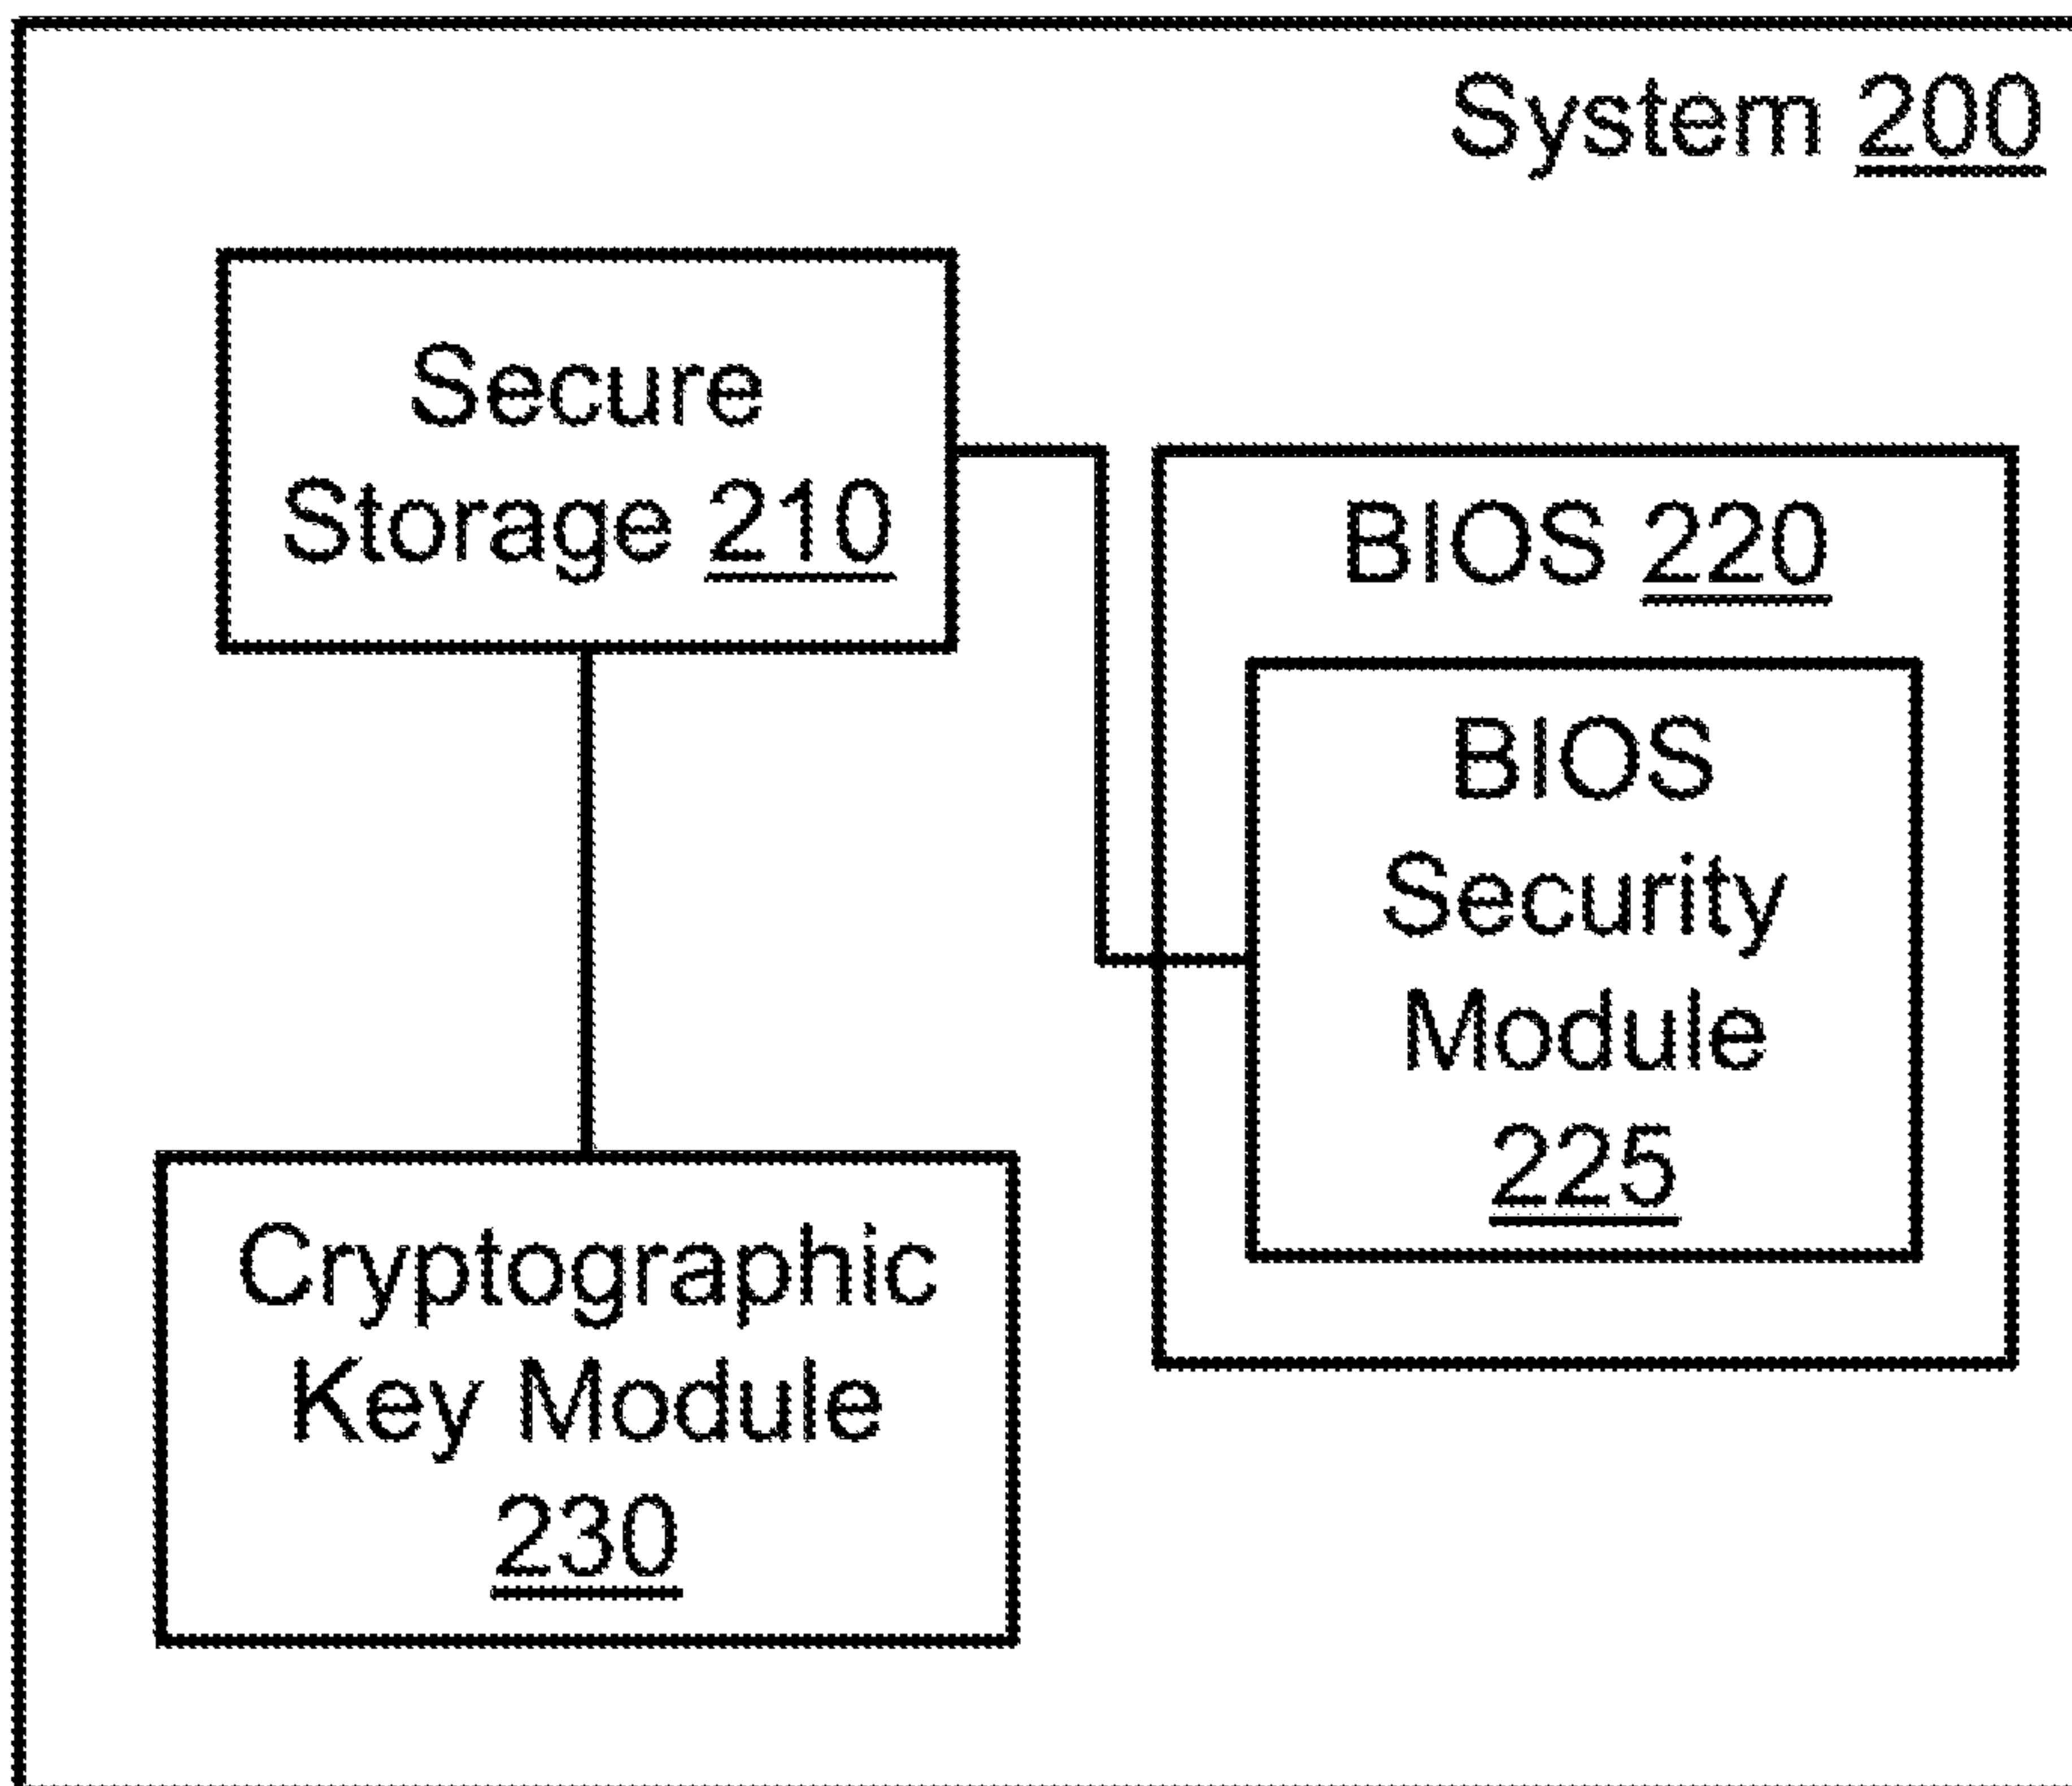 System 200
Secure
Storage 210
BIOS 220
BIOS
Security
Module
225
Cryptographic
Key Module
230